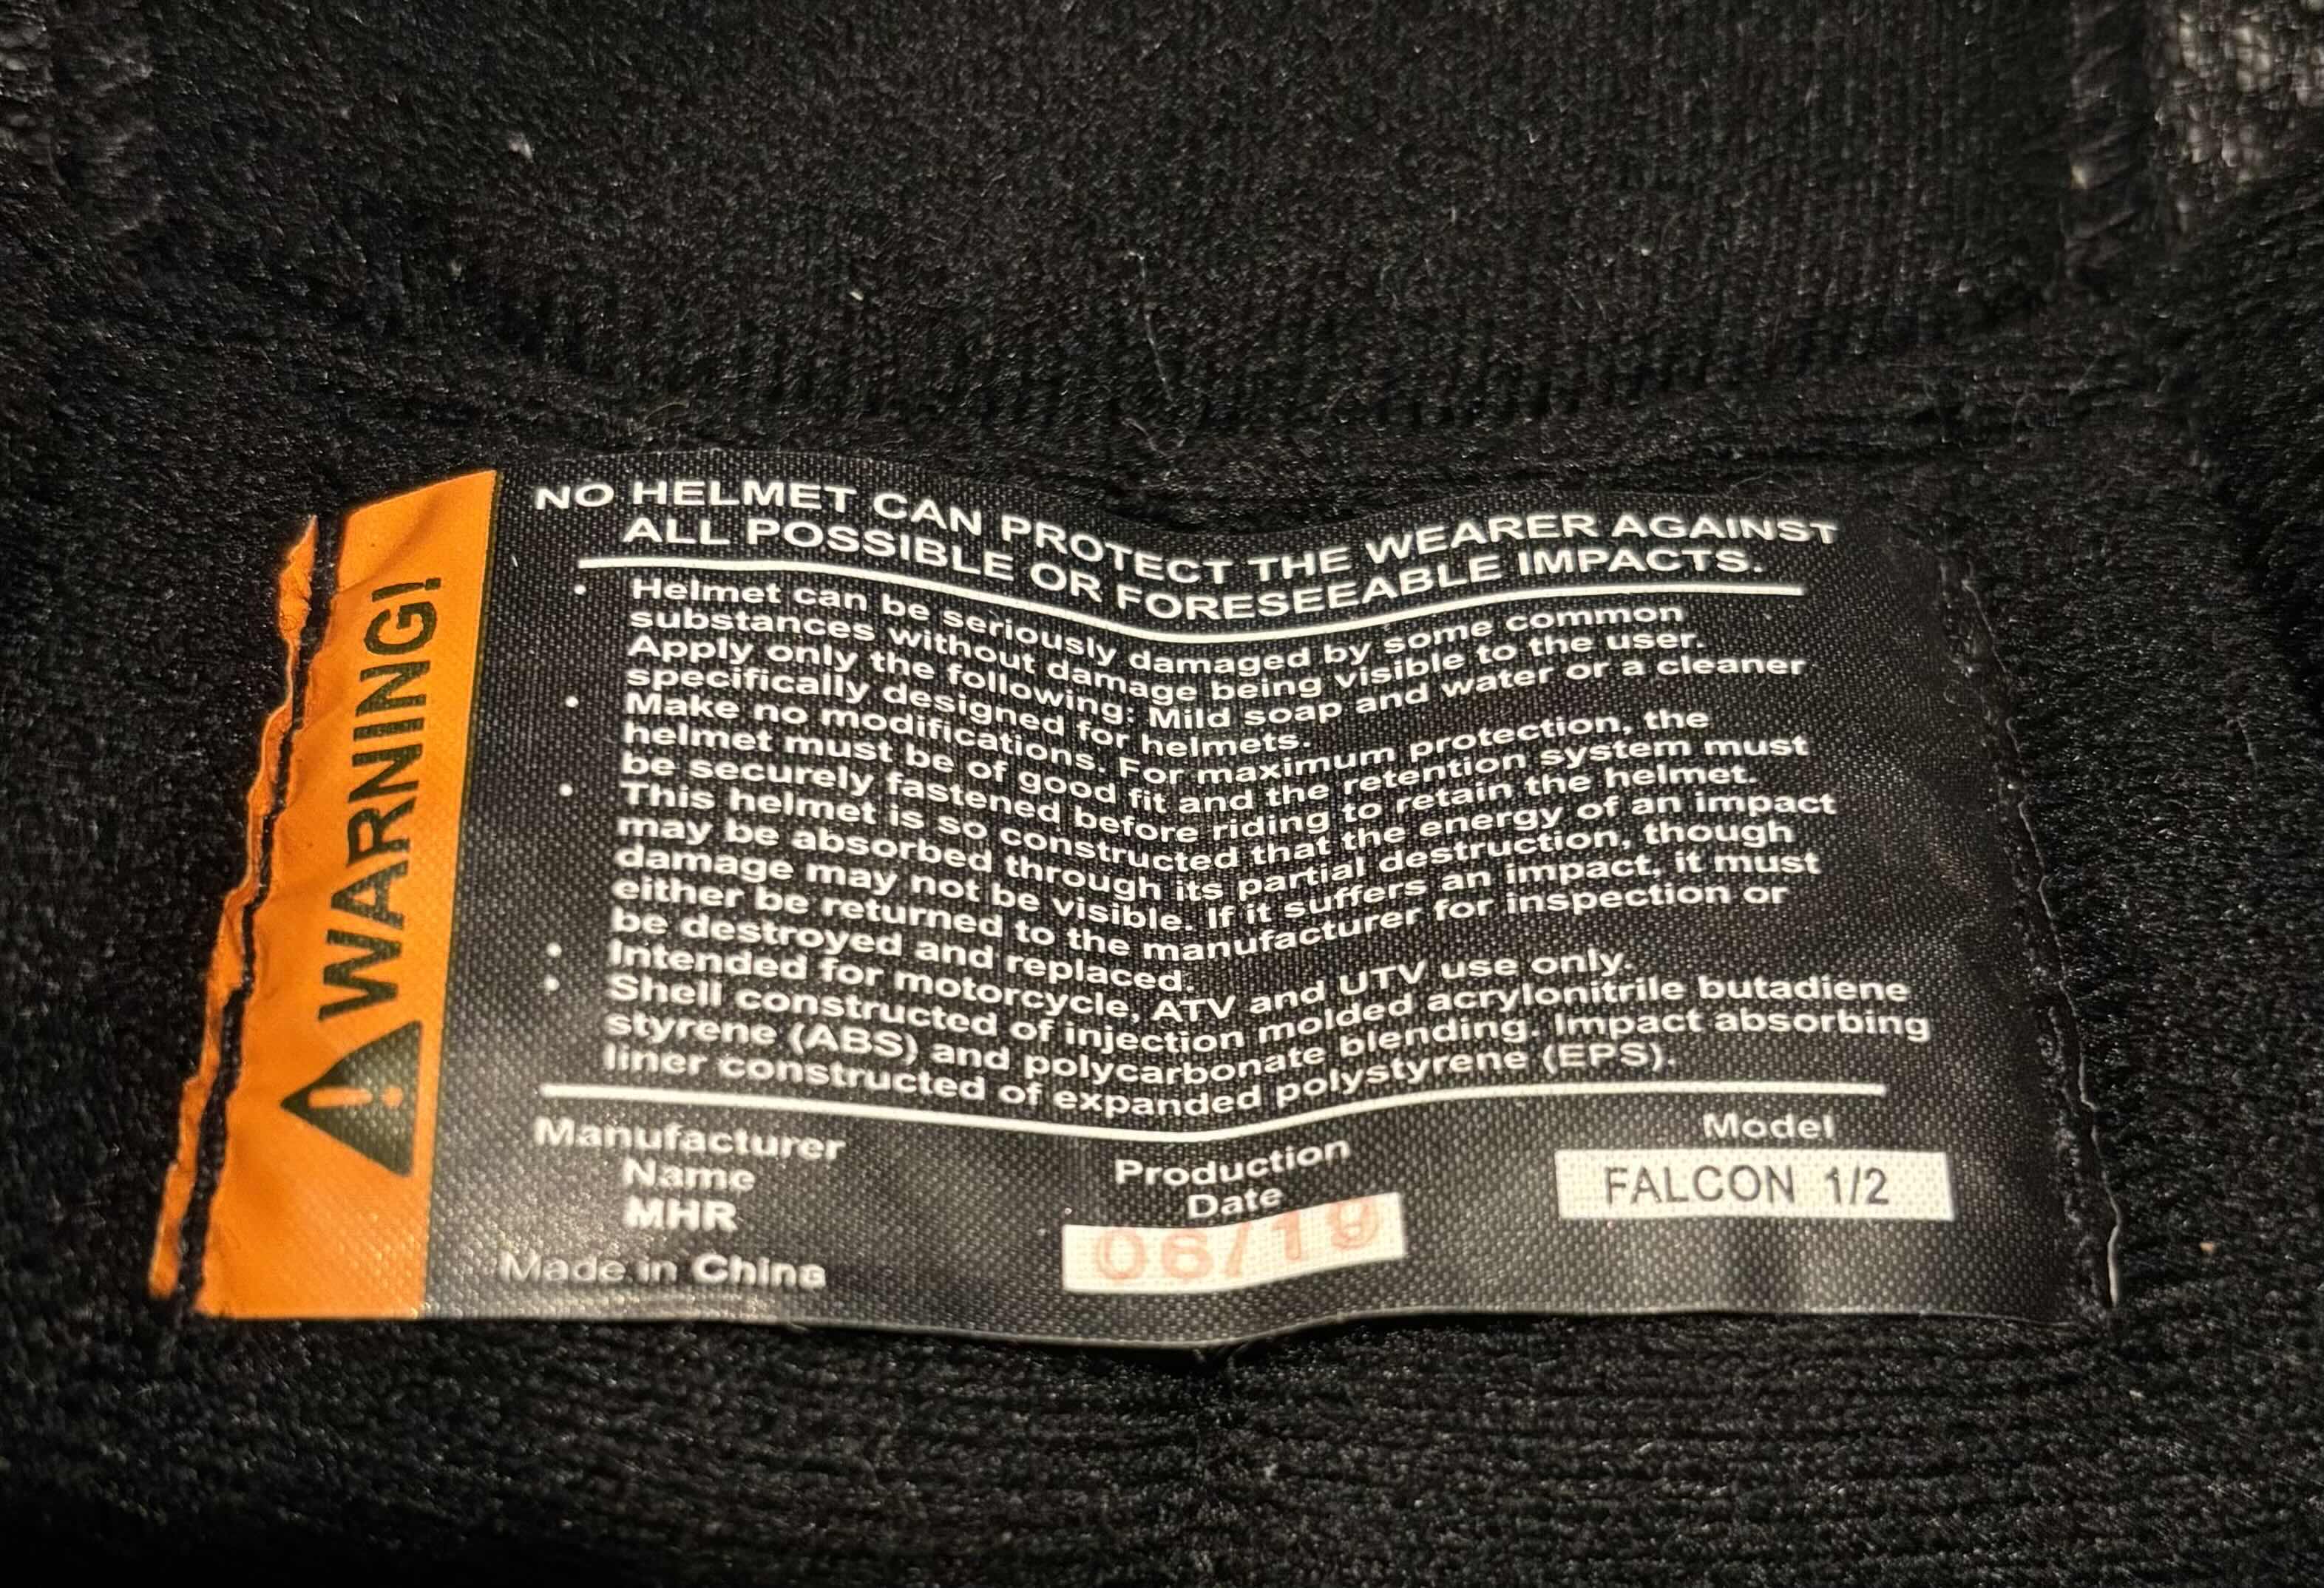 WARNING!
NO HELMET CAN PROTECT THE WEARER AGAINST
ALL POSSIBLE OR FORESEEABLE IMPACTS.
• Helmet can be seriously damaged by some common
substances without damage being visible to the user.
Apply only the following: Mild soap and water or a cleaner
specifically designed for helmets.
• Make no modifications. For maximum protection, the
helmet must be of good fit and the retention system must
be securely fastened before riding to retain the helmet.
• This helmet is so constructed that the energy of an impact
may be absorbed through its partial destruction, though
damage may not be visible. If it suffers an impact, it must
either be returned to the manufacturer for inspection or
be destroyed and replaced.
• Intended for motorcycle, ATV and UTV use only.
• Shell constructed of injection molded acrylonitrile butadiene
styrene (ABS) and polycarbonate blending. Impact absorbing
liner constructed of expanded polystyrene (EPS).
Manufacturer
Name
MHR
Made in China
Production
Date
06/19
Model
FALCON 1/2